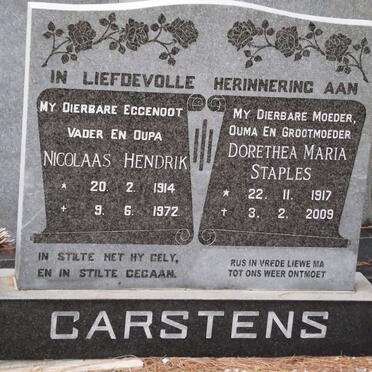 IN LIEFDEVOLLE HERINNERING AAN
MY DIERBARE EGGENOOT
VADER EN OUPA
NICOLAAS HENDRIK
* 20. 2. 1914
+ 9. 6. 1972
IN STILTE HET HY GELY,
EN IN STILTE GEGAAN.
MY DIERBARE MOEDER,
OUMA EN GROOTMOEDER
DORETHEA MARIA
STAPLES
* 22. 11. 1917
+ 3. 2. 2009
RUS IN VREDE LIEWE MA
TOT ONS WEER ONTMOET
CARSTENS